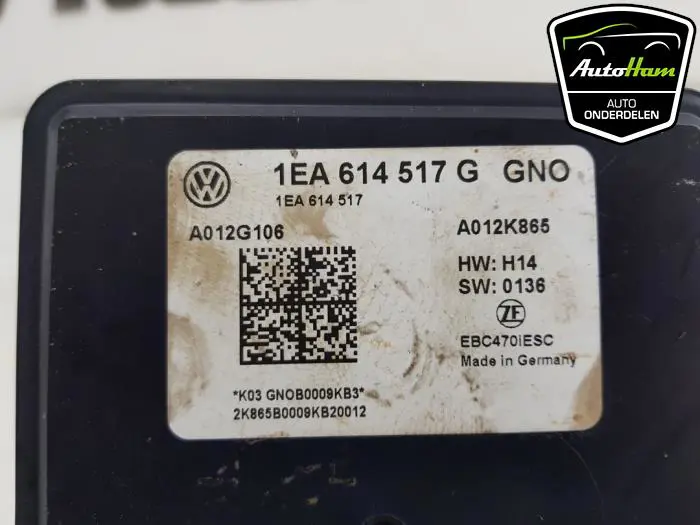 AutoHam
AUTO
ONDERDELEN
1EA 614 517 G GNO
1EA 614 517
A012G106
A012K865
HW: H14
SW: 0136
ZF
EBC470iESC
Made in Germany
*K03 GNOB0009KB3*
2K865B0009KB20012